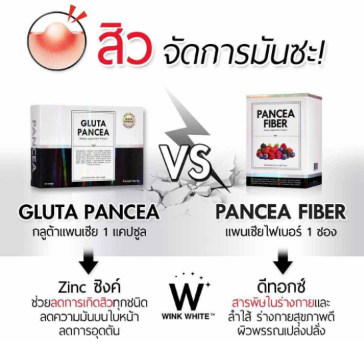 สิว จัดการมันซะ!
PANCEA
GLUTA
PANCEA
PANCEA
FIBER
VS
GLUTA PANCEA
กลูต้าแพนเซีย 1 แคปซูล
PANCEA FIBER
แพนเซียไฟเบอร์ 1 ซอง
Zinc ซิงค์
ช่วยลดการเกิดสิวทุกชนิด
ลดความมันบนใบหน้า
ลดการอุดตัน
W
WINK WHITE™
ดีทอกซ์
สารพิษในร่างกายและ
ลำไส้ ร่างกายสุขภาพดี
ผิวพรรณเปล่งปลั่ง